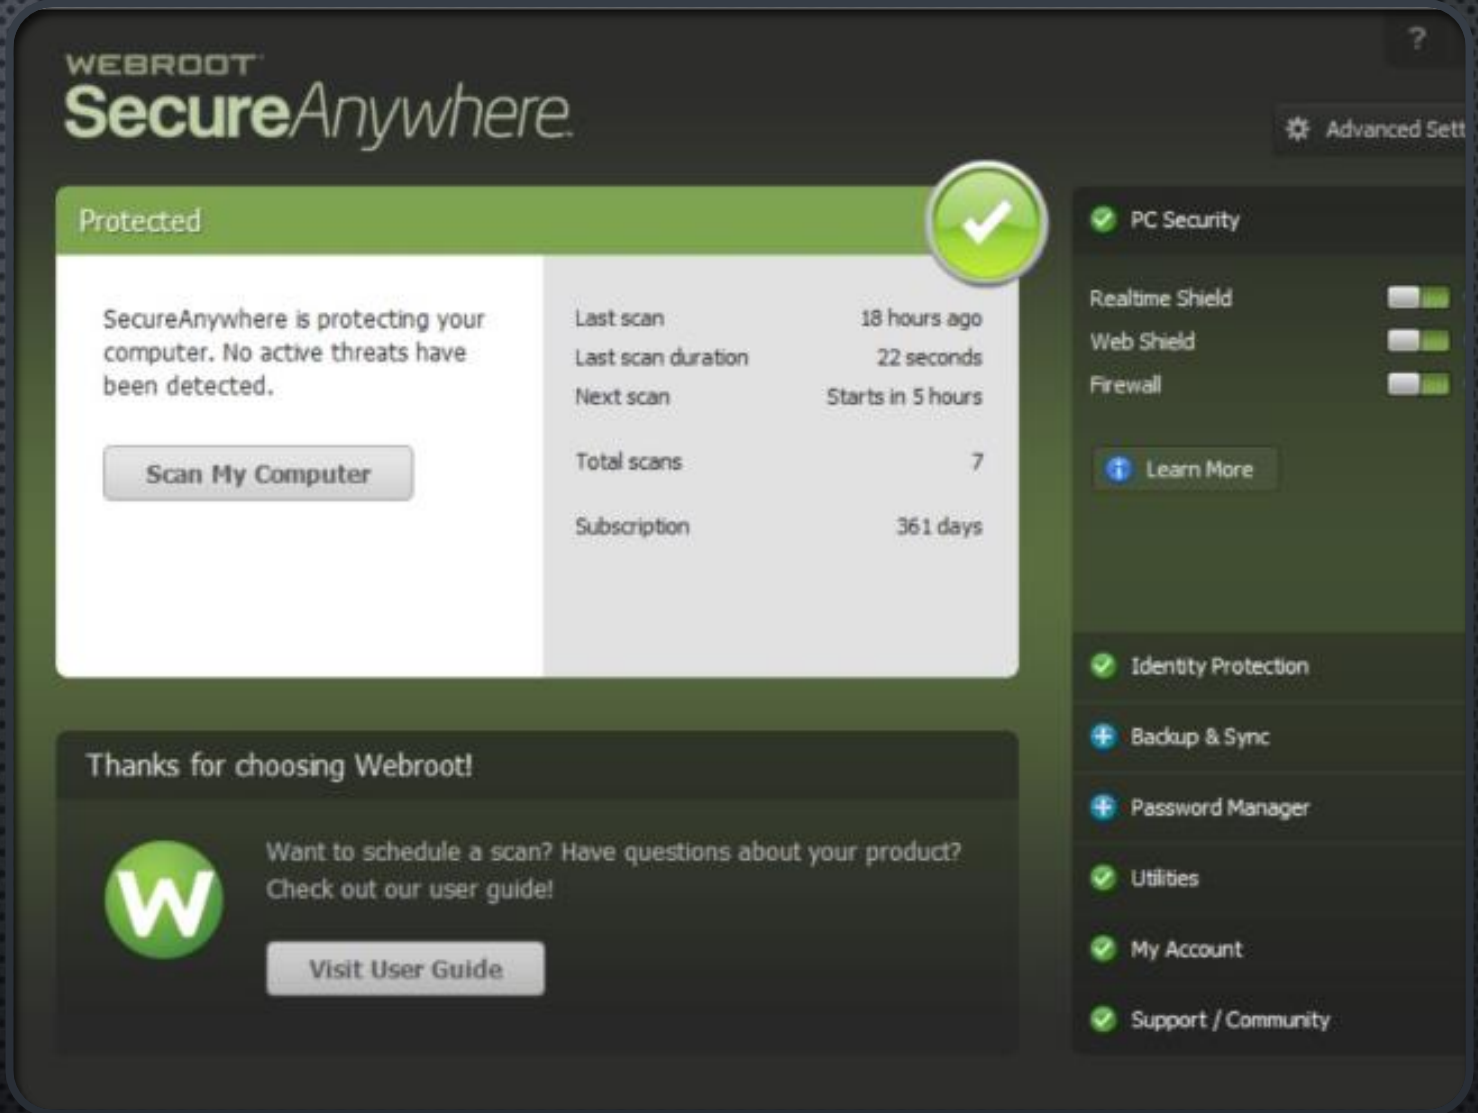 ?
WEBROOT
SecureAnywhere.
Advanced Sett
Protected
SecureAnywhere is protecting your
computer. No active threats have
been detected.
Scan My Computer
Last scan 18 hours ago
Last scan duration 22 seconds
Next scan Starts in 5 hours
Total scans 7
Subscription 361 days
Thanks for choosing Webroot!
W
Want to schedule a scan? Have questions about your product?
Check out our user guide!
Visit User Guide
PC Security
Realtime Shield
Web Shield
Firewall
Learn More
Identity Protection
Backup & Sync
Password Manager
Utilities
My Account
Support / Community